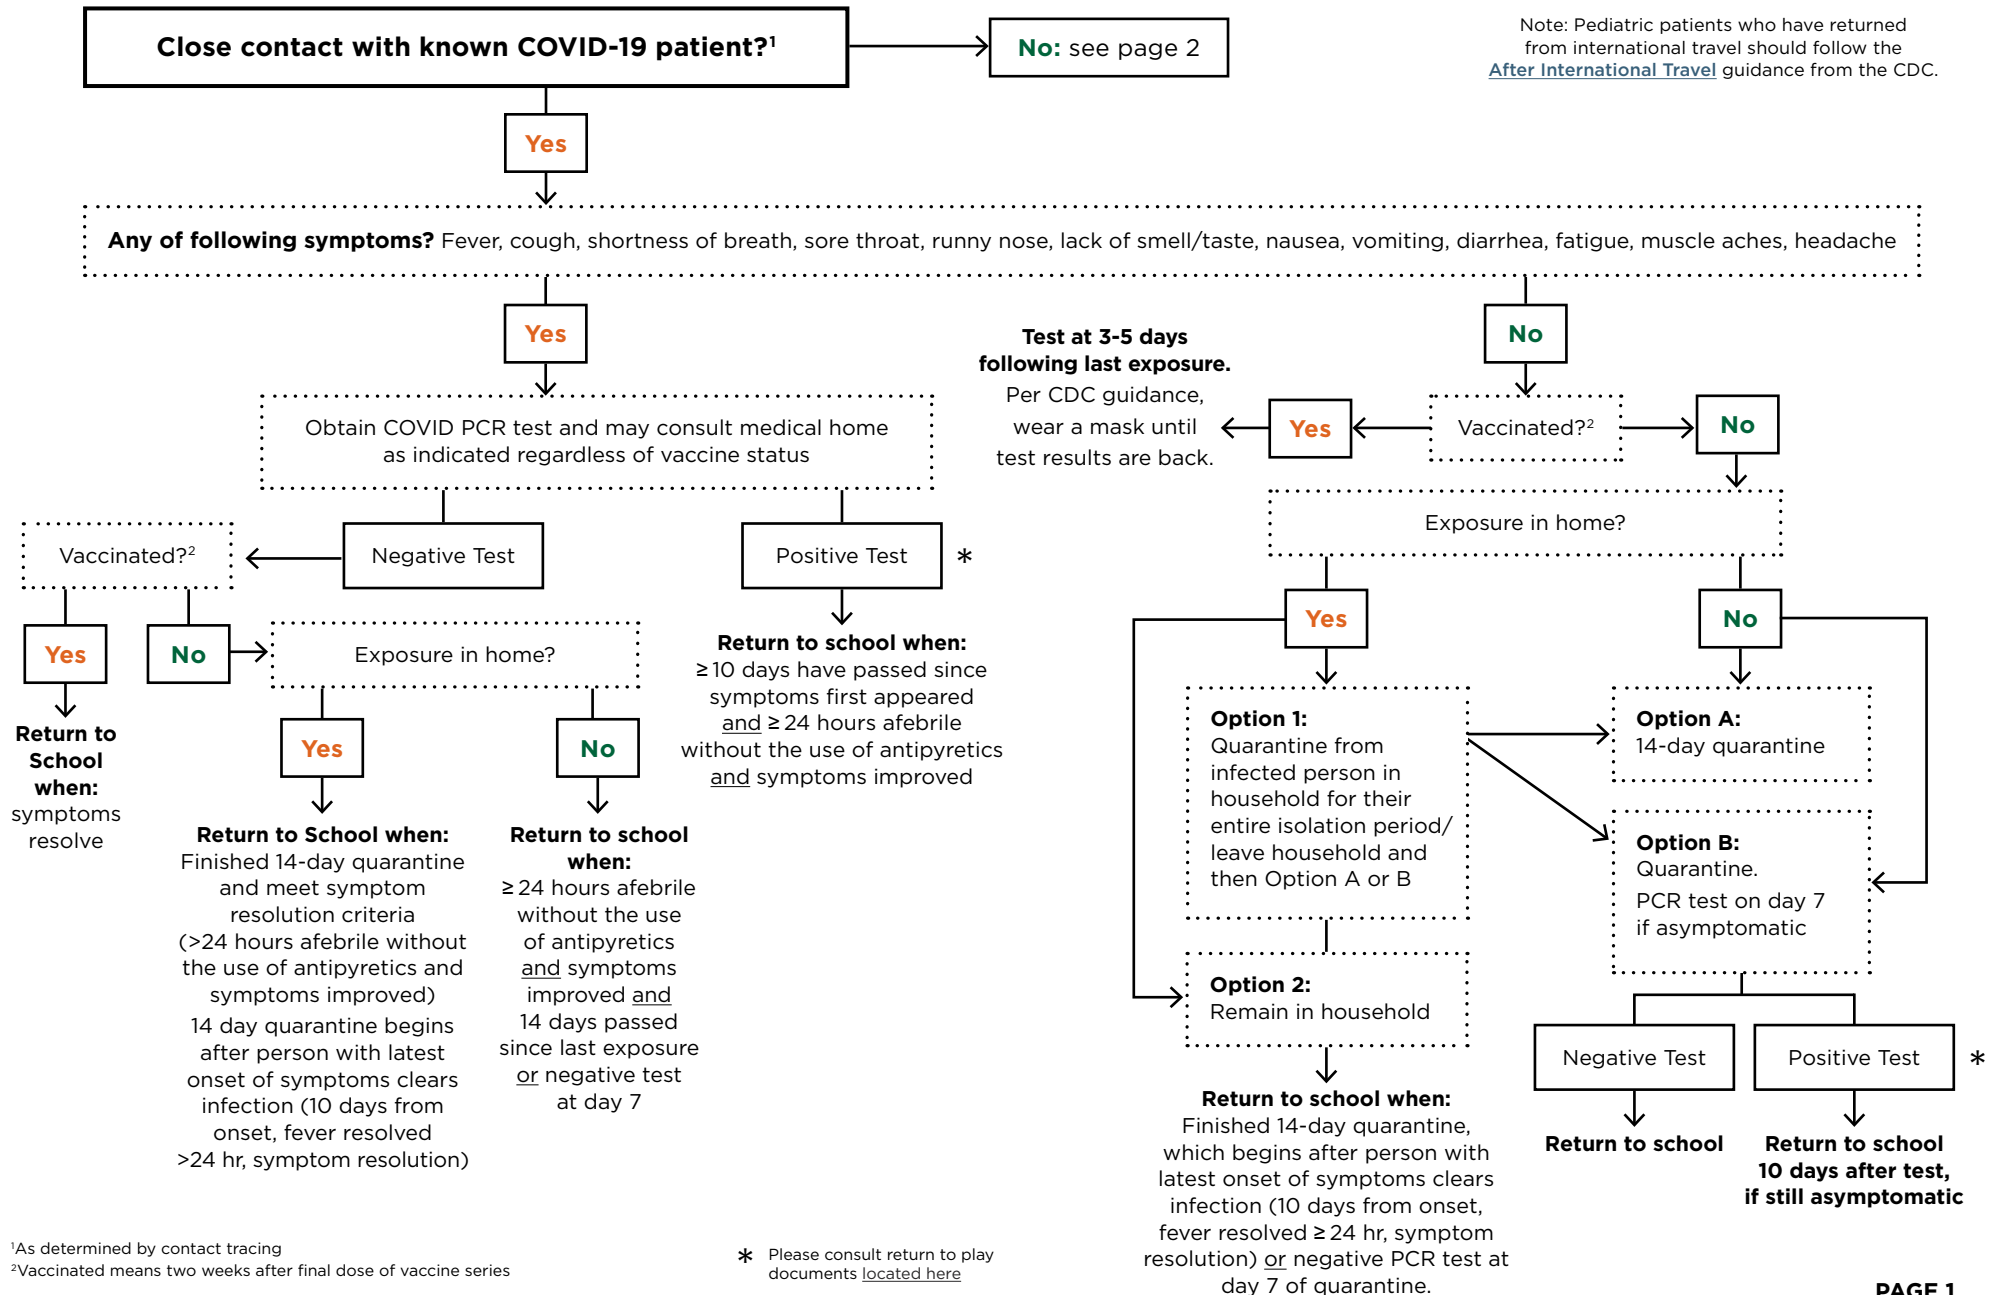 Close contact with known COVID-19 patient?¹
No: see page 2
Note: Pediatric patients who have returned
from international travel should follow the
After International Travel guidance from the CDC.
Yes
Any of following symptoms? Fever, cough, shortness of breath, sore throat, runny nose, lack of smell/taste, nausea, vomiting, diarrhea, fatigue, muscle aches, headache
Yes
Obtain COVID PCR test and may consult medical home
as indicated regardless of vaccine status
Negative Test
Vaccinated?²
Yes
Return to
School
when:
symptoms
resolve
No
Exposure in home?
Yes
Return to School when:
Finished 14-day quarantine
and meet symptom
resolution criteria
(>24 hours afebrile without
the use of antipyretics and
symptoms improved)
14 day quarantine begins
after person with latest
onset of symptoms clears
infection (10 days from
onset, fever resolved
>24 hr, symptom resolution)
No
Return to school
when:
≥24 hours afebrile
without the use
of antipyretics
and symptoms
improved and
14 days passed
since last exposure
or negative test
at day 7
Positive Test *
Return to school when:
≥10 days have passed since
symptoms first appeared
and ≥24 hours afebrile
without the use of antipyretics
and symptoms improved
No
Vaccinated?²
Yes
Test at 3-5 days
following last exposure.
Per CDC guidance,
wear a mask until
test results are back.
No
Exposure in home?
Yes
Option 1:
Quarantine from
infected person in
household for their
entire isolation period/
leave household and
then Option A or B
Option 2:
Remain in household
Return to school when:
Finished 14-day quarantine,
which begins after person with
latest onset of symptoms clears
infection (10 days from onset,
fever resolved ≥24 hr, symptom
resolution) or negative PCR test at
day 7 of quarantine.
No
Option A:
14-day quarantine
Option B:
Quarantine.
PCR test on day 7
if asymptomatic
Negative Test
Return to school
Positive Test *
Return to school
10 days after test,
if still asymptomatic
¹As determined by contact tracing
²Vaccinated means two weeks after final dose of vaccine series
* Please consult return to play
documents located here
PAGE 1